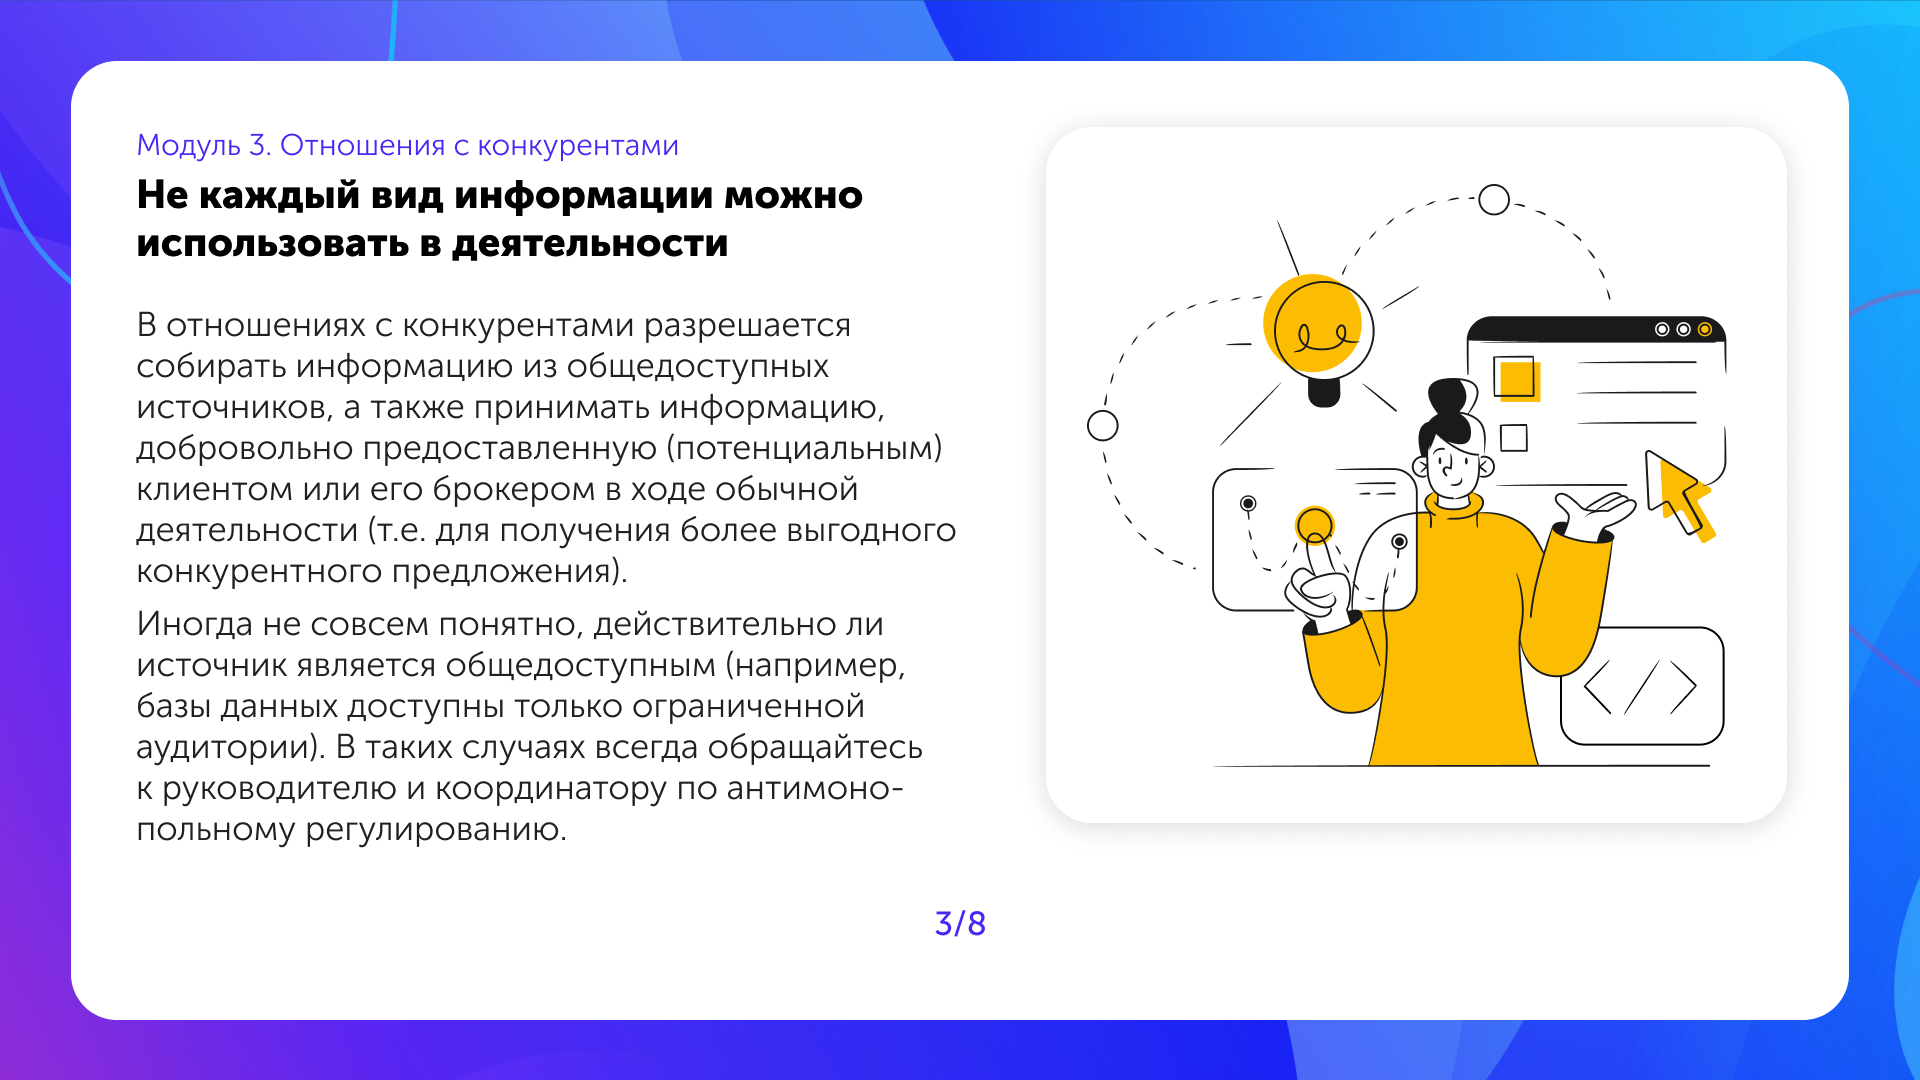 Модуль 3. Отношения с конкурентами
Не каждый вид информации можно
использовать в деятельности
В отношениях с конкурентами разрешается
собирать информацию из общедоступных
источников, а также принимать информацию,
добровольно предоставленную (потенциальным)
клиентом или его брокером в ходе обычной
деятельности (т.е. для получения более выгодного
конкурентного предложения).
Иногда не совсем понятно, действительно ли
источник является общедоступным (например,
базы данных доступны только ограниченной
аудитории). В таких случаях всегда обращайтесь
к руководителю и координатору по антимоно-
польному регулированию.
3/8